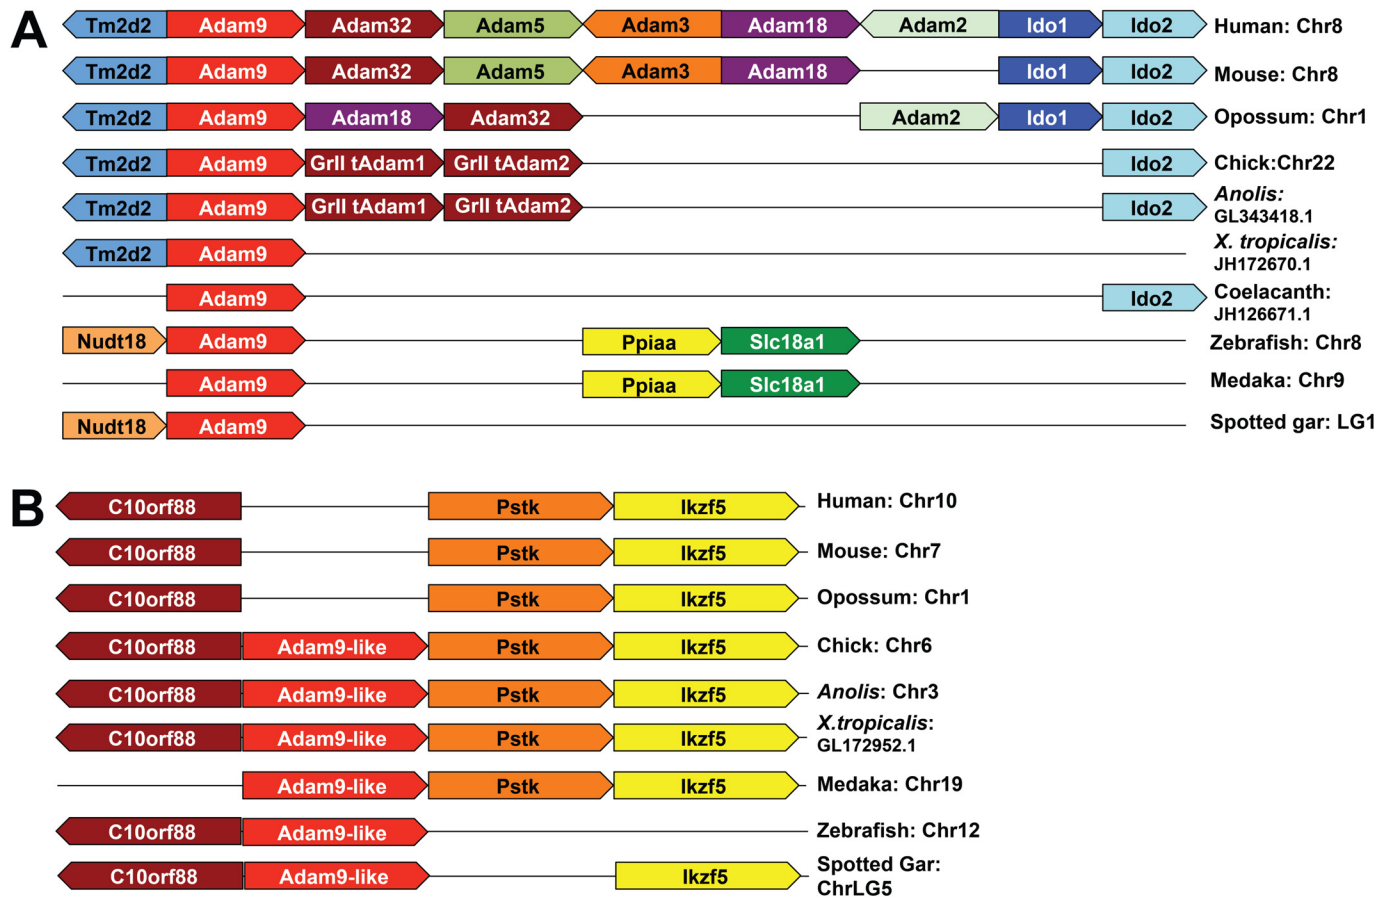 A
Tm2d2 Adam9 Adam32 Adam5 Adam3 Adam18 Adam2 Ido1 Ido2 Human: Chr8
Tm2d2 Adam9 Adam32 Adam5 Adam3 Adam18 Ido1 Ido2 Mouse: Chr8
Tm2d2 Adam9 Adam18 Adam32 Adam2 Ido1 Ido2 Opossum: Chr1
Tm2d2 Adam9 GrII tAdam1 GrII tAdam2 Ido2 Chick:Chr22
Tm2d2 Adam9 GrII tAdam1 GrII tAdam2 Ido2 Anolis:
GL343418.1
Tm2d2 Adam9 X. tropicalis:
JH172670.1
Adam9 Ido2 Coelacanth:
JH126671.1
Nudt18 Adam9 Ppiaa Slc18a1 Zebrafish: Chr8
Adam9 Ppiaa Slc18a1 Medaka: Chr9
Nudt18 Adam9 Spotted gar: LG1
B
C10orf88 Pstk Ikzf5 Human: Chr10
C10orf88 Pstk Ikzf5 Mouse: Chr7
C10orf88 Pstk Ikzf5 Opossum: Chr1
C10orf88 Adam9-like Pstk Ikzf5 Chick: Chr6
C10orf88 Adam9-like Pstk Ikzf5 Anolis: Chr3
C10orf88 Adam9-like Pstk Ikzf5 X.tropicalis:
GL172952.1
Adam9-like Pstk Ikzf5 Medaka: Chr19
C10orf88 Adam9-like Zebrafish: Chr12
C10orf88 Adam9-like Ikzf5 Spotted Gar:
ChrLG5